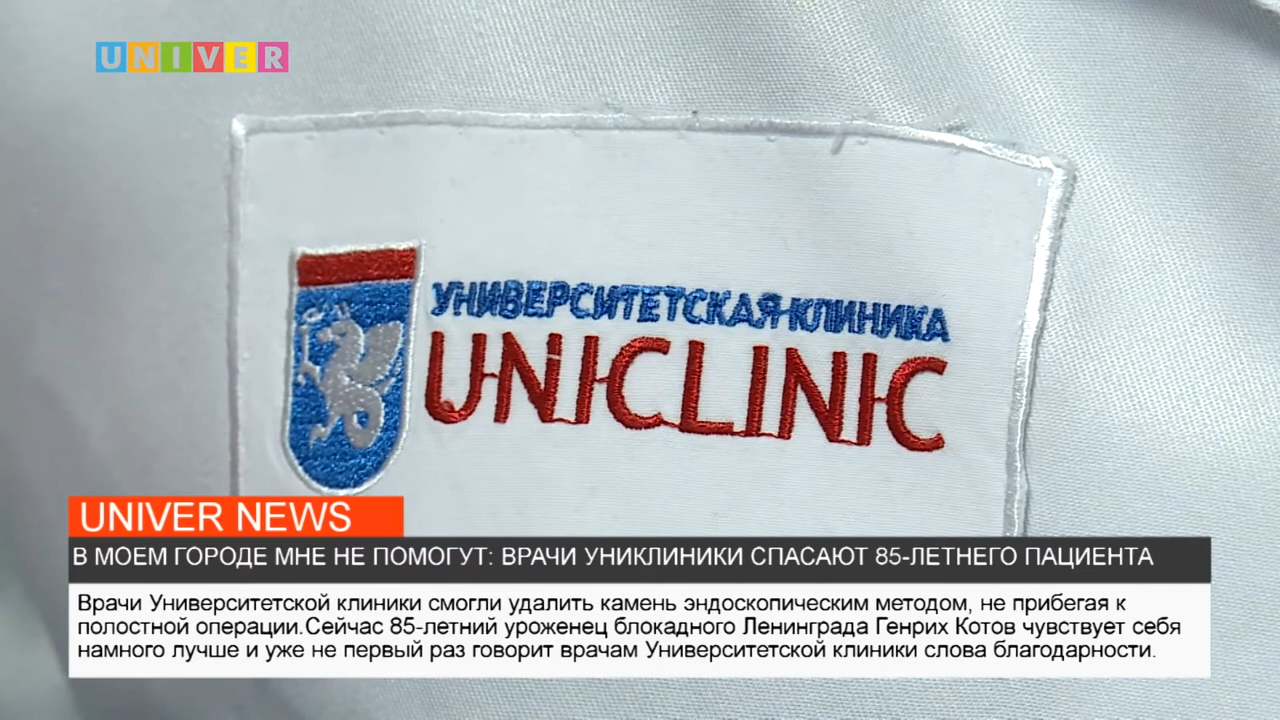 UNIVER
УНИВЕРСИТЕТСКАЯ КЛИНИКА
UNICLINIC
UNIVER NEWS
В МОЕМ ГОРОДЕ МНЕ НЕ ПОМОГУТ: ВРАЧИ УНИКЛИНИКИ СПАСАЮТ 85-ЛЕТНЕГО ПАЦИЕНТА
Врачи Университетской клиники смогли удалить камень эндоскопическим методом, не прибегая к
полостной операции.Сейчас 85-летний уроженец блокадного Ленинграда Генрих Котов чувствует себя
намного лучше и уже не первый раз говорит врачам Университетской клиники слова благодарности.